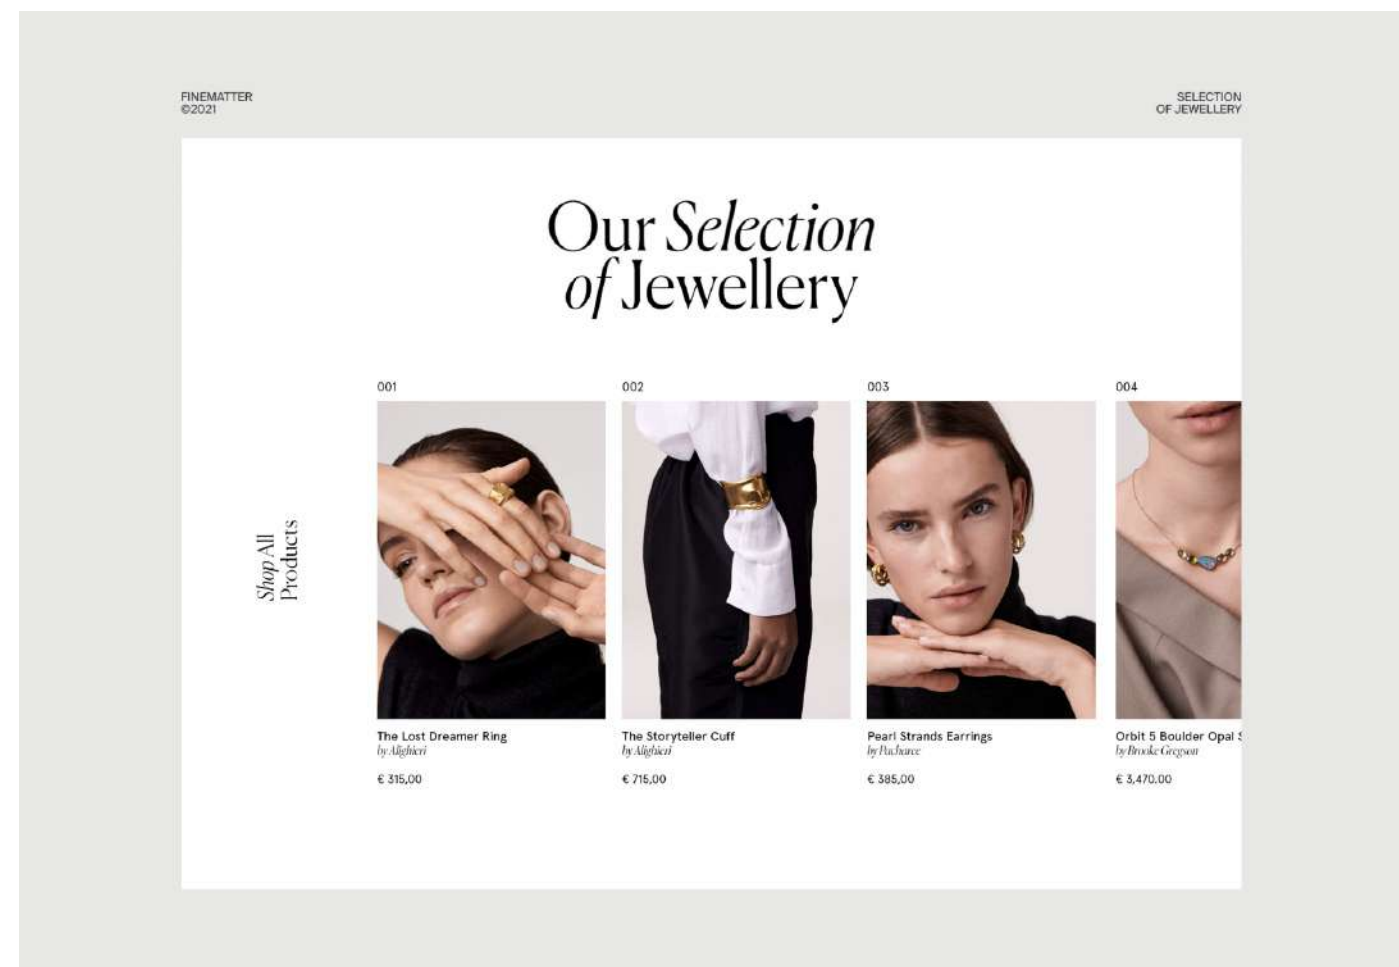 FINEMATTER
©2021
SELECTION
OF JEWELLERY
Our Selection
of Jewellery
Shop All
Products
001
The Lost Dreamer Ring
by Alighieri
€ 315,00
002
The Storyteller Cuff
by Alighieri
€ 715,00
003
Pearl Strands Earrings
by Pacharee
€ 385,00
004
Orbit 5 Boulder Opal
by Brooke Gregson
€ 3,470.00